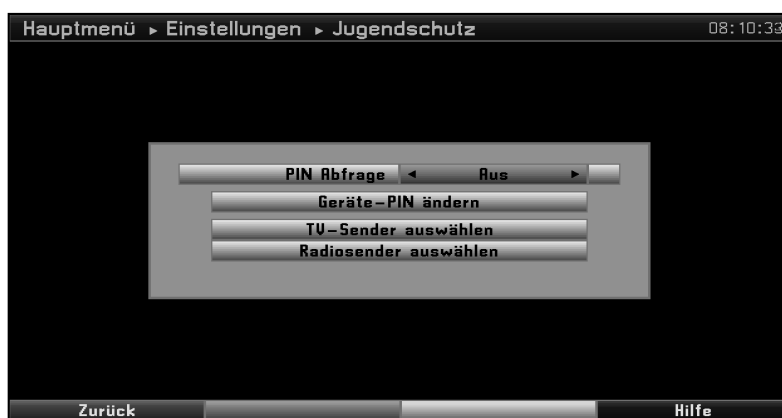 Hauptmenü ▸ Einstellungen ▸ Jugendschutz 08:10:33
PIN Abfrage ◂ Aus ▸
Geräte-PIN ändern
TV-Sender auswählen
Radiosender auswählen
Zurück Hilfe